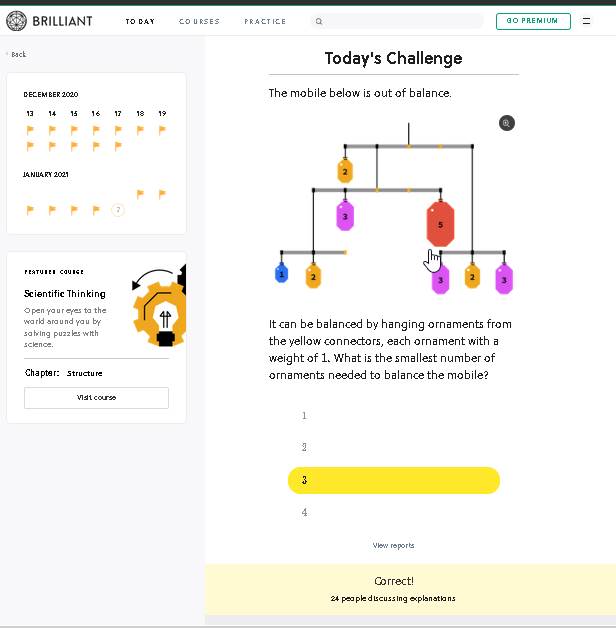 BRILLIANT
TODAY
COURSES
PRACTICE
GO PREMIUM
Back
DECEMBER 2020
13 14 15 16 17 18 19
JANUARY 2021
7
FEATURED COURSE
Scientific Thinking
Open your eyes to the
world around you by
solving puzzles with
science.
Chapter: Structure
Visit course
Today's Challenge
The mobile below is out of balance.
2
3
5
1
2
3
2
3
It can be balanced by hanging ornaments from
the yellow connectors, each ornament with a
weight of 1. What is the smallest number of
ornaments needed to balance the mobile?
1
2
3
4
View reports
Correct!
24 people discussing explanations